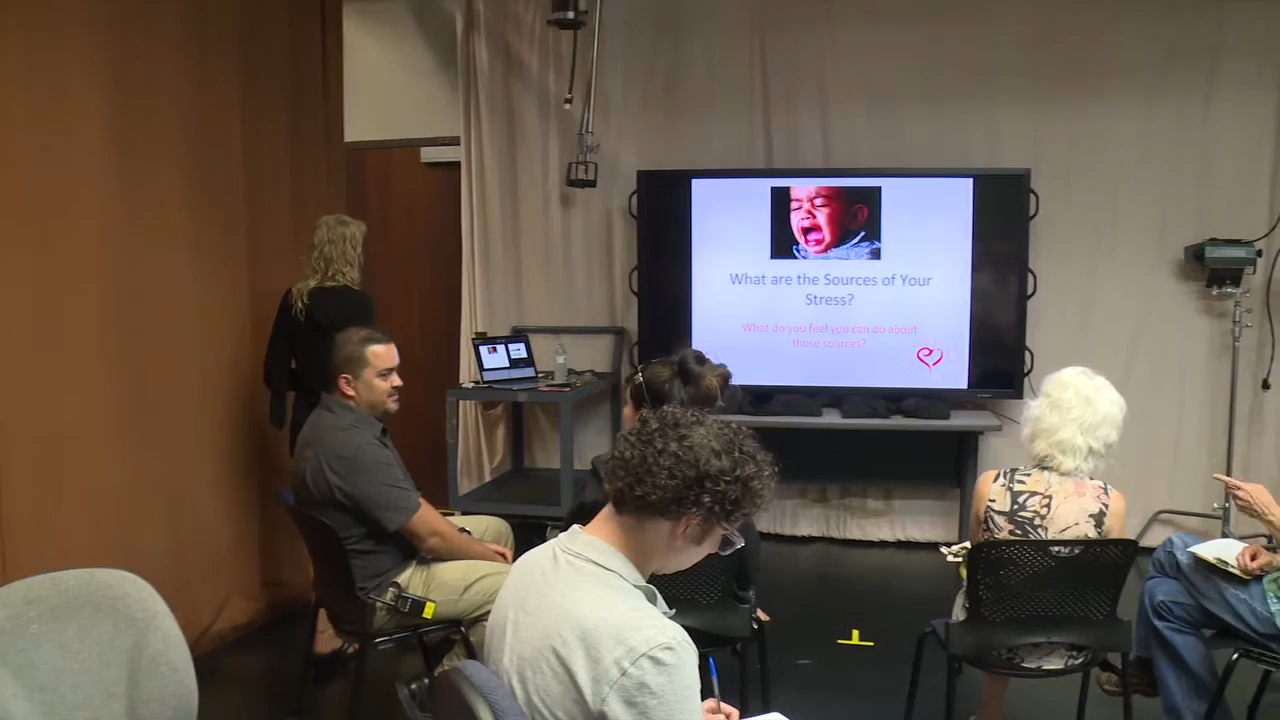 What are the Sources of Your
Stress?
What do you feel you can do about
those sources?